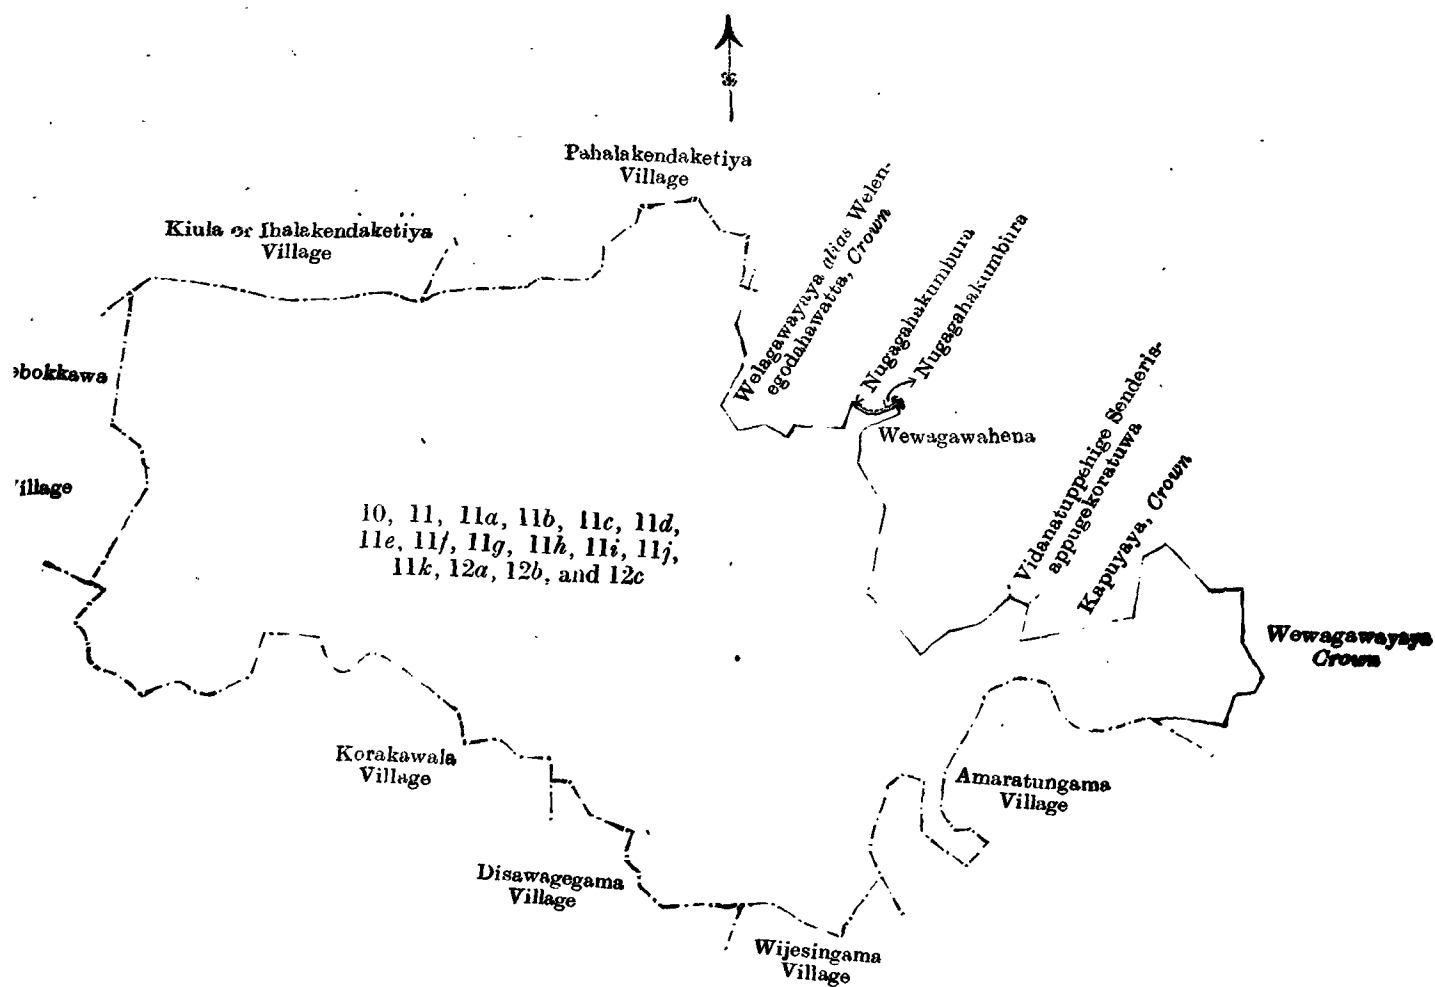 Pahalakendaketiya
Village
Kiula or Ihalakendaketiya
Village
Welagawayaya alias Welen-
egodahawatta, Crown
Nugagahakumbura
Nugagahakumbura
Wewagawahena
Vidanatuppehige Senderis-
appugekoratuwa
Kapuyaya, Crown
Wewagawayaya
Crown
bokkawa
illage
10, 11, 11a, 11b, 11c, 11d,
11e, 11f, 11g, 11h, 11i, 11j,
11k, 12a, 12b, and 12c
Korakawala
Village
Amaratungama
Village
Disawagegama
Village
Wijesingama
Village